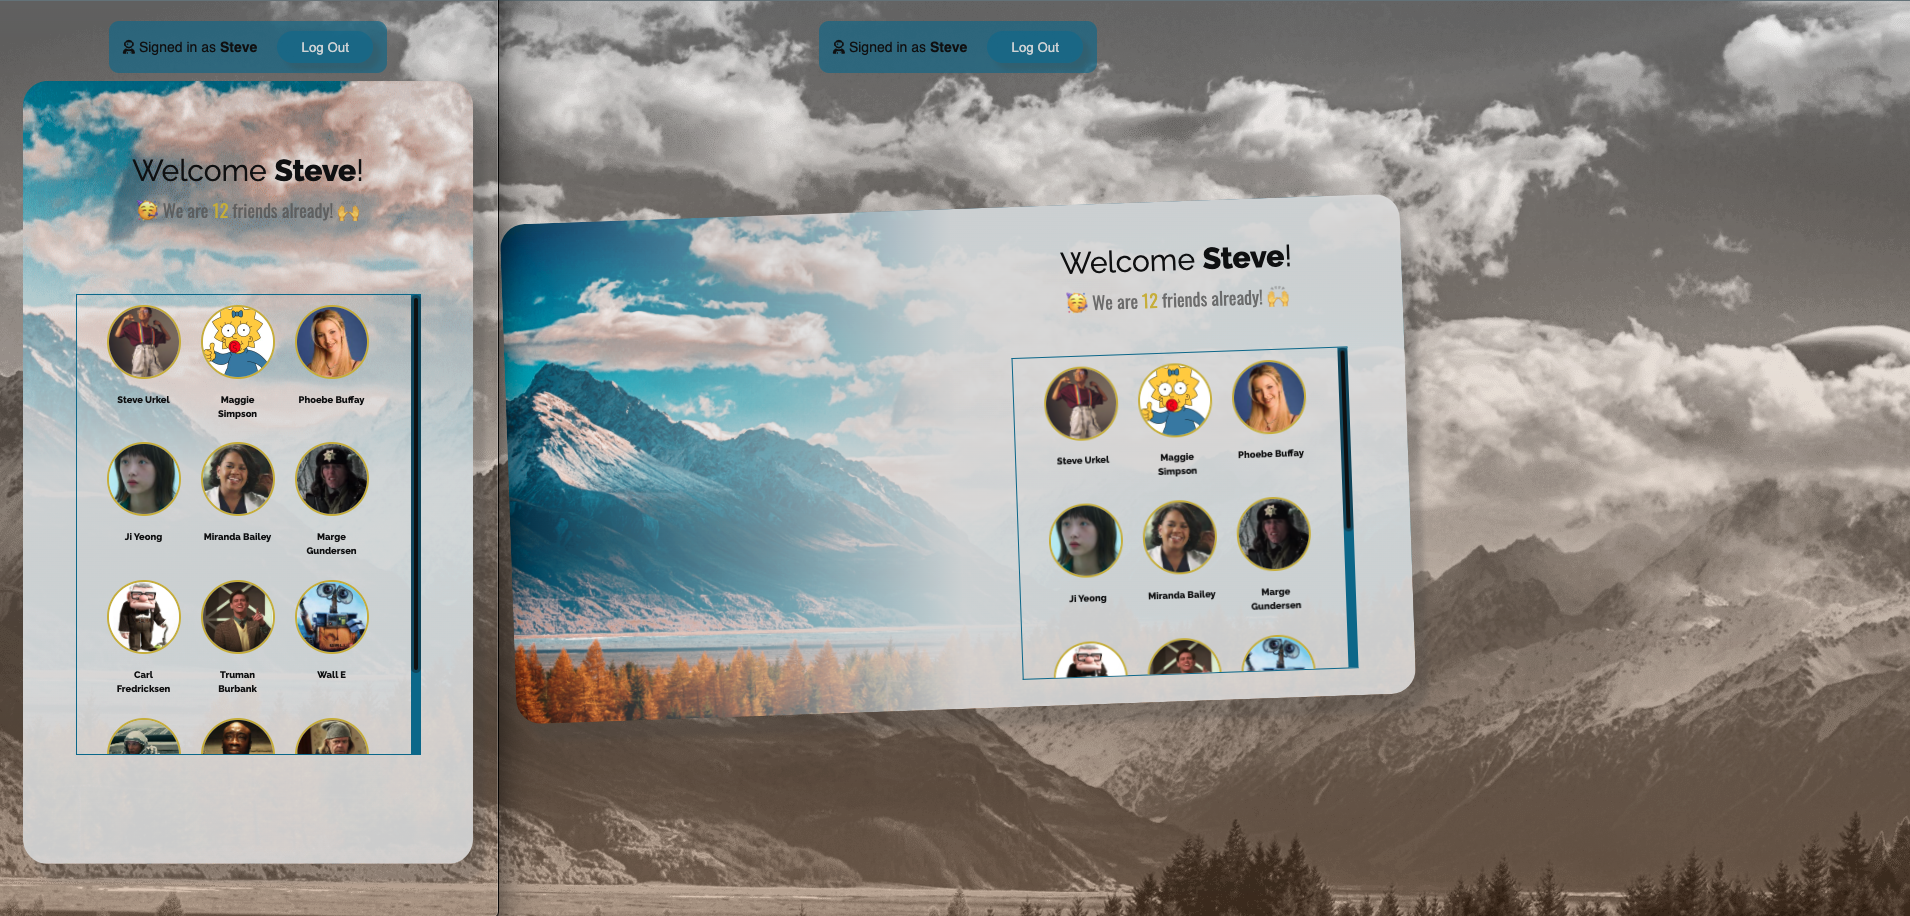 Signed in as Steve
Log Out
Welcome Steve!
We are 12 friends already!
Steve Urkel
Maggie
Simpson
Phoebe Buffay
Ji Yeong
Miranda Bailey
Marge
Gundersen
Carl
Fredricksen
Truman
Burbank
Wall E
Signed in as Steve
Log Out
Welcome Steve!
We are 12 friends already!
Steve Urkel
Maggie
Simpson
Phoebe Buffay
Ji Yeong
Miranda Bailey
Marge
Gundersen